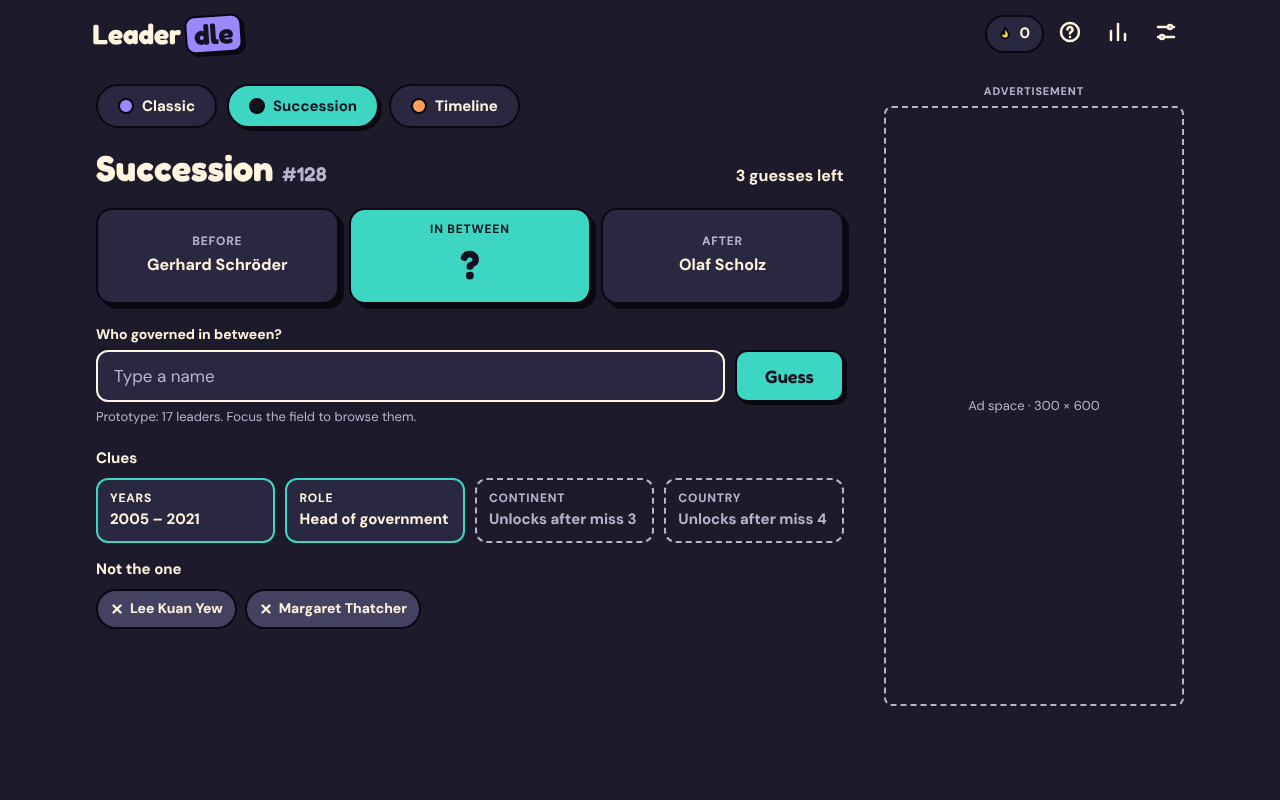 Leader dle
0
Classic
Succession
Timeline
ADVERTISEMENT
Succession #128
3 guesses left
BEFORE
Gerhard Schröder
IN BETWEEN
?
AFTER
Olaf Scholz
Who governed in between?
Type a name
Guess
Prototype: 17 leaders. Focus the field to browse them.
Ad space · 300 × 600
Clues
YEARS
2005 – 2021
ROLE
Head of government
CONTINENT
Unlocks after miss 3
COUNTRY
Unlocks after miss 4
Not the one
✕ Lee Kuan Yew
✕ Margaret Thatcher